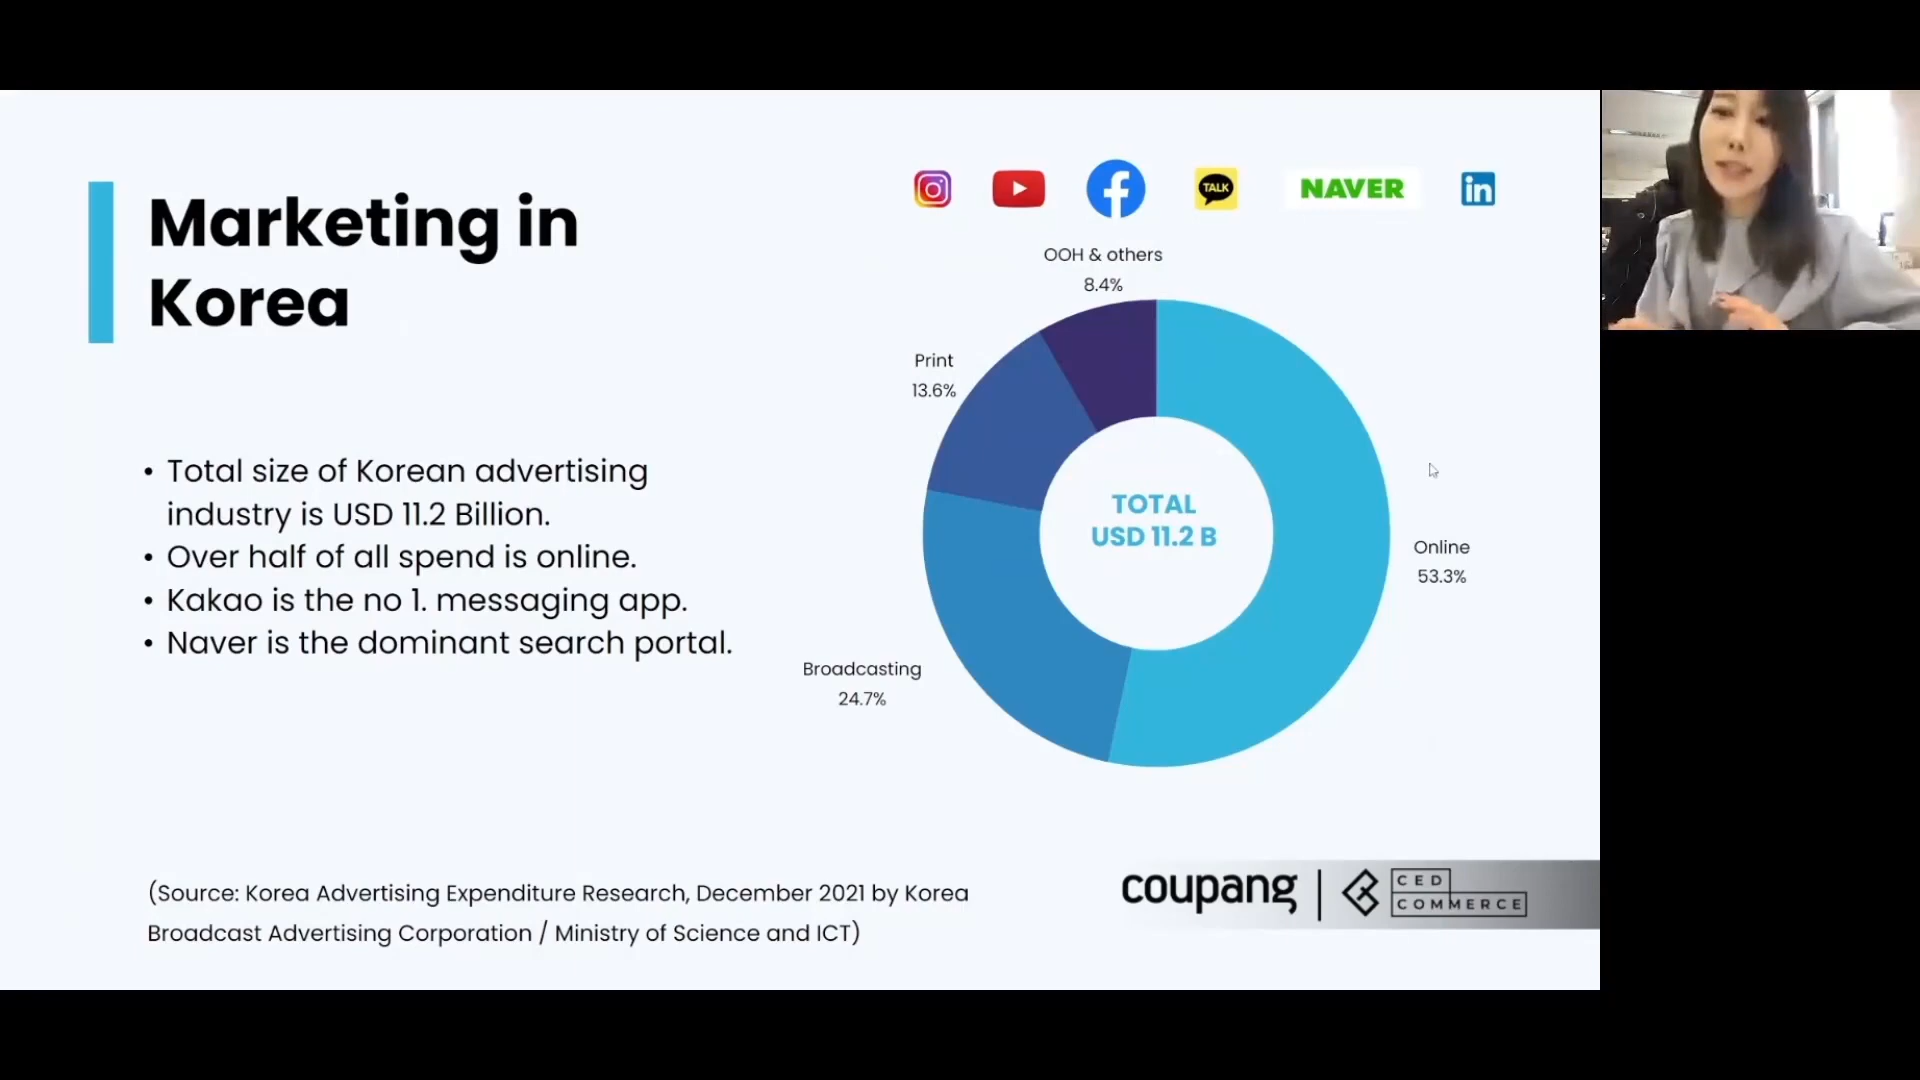 Marketing in
Korea
• Total size of Korean advertising
industry is USD 11.2 Billion.
• Over half of all spend is online.
• Kakao is the no 1. messaging app.
• Naver is the dominant search portal.
TALK
NAVER
in
OOH & others
8.4%
Print
13.6%
TOTAL
USD 11.2 B
Online
53.3%
Broadcasting
24.7%
(Source: Korea Advertising Expenditure Research, December 2021 by Korea
Broadcast Advertising Corporation / Ministry of Science and ICT)
coupang
CED
COMMERCE